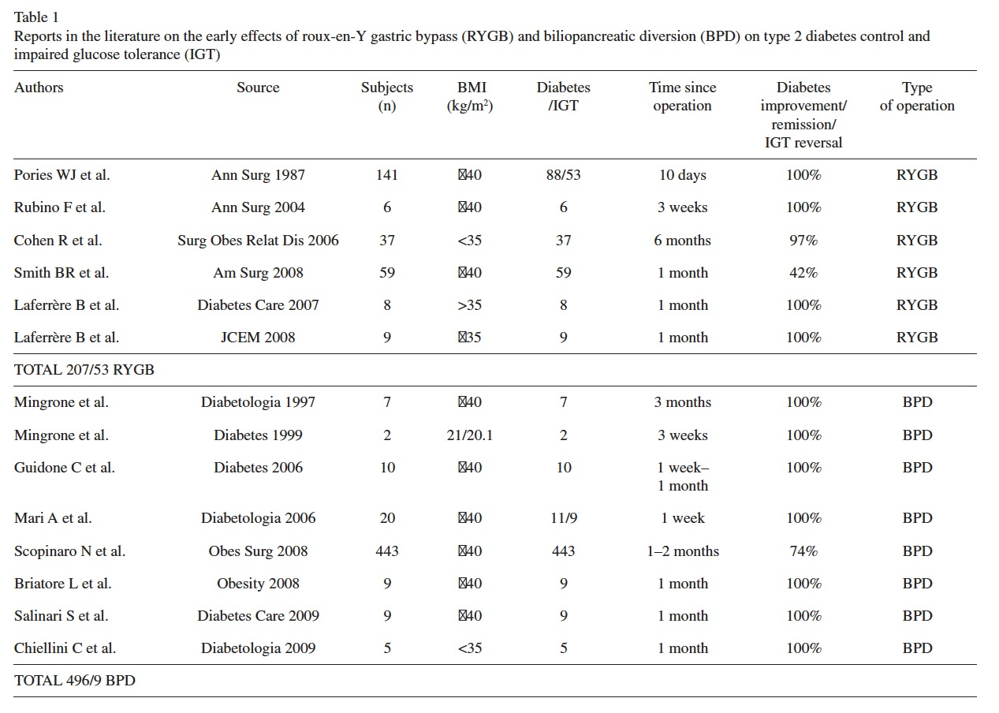 Table 1
Reports in the literature on the early effects of roux-en-Y gastric bypass (RYGB) and biliopancreatic diversion (BPD) on type 2 diabetes control and
impaired glucose tolerance (IGT)
Authors Source Subjects (n) BMI (kg/m²) Diabetes /IGT Time since operation Diabetes improvement/ remission/ IGT reversal Type of operation
Pories WJ et al. Ann Surg 1987 141 40 88/53 10 days 100% RYGB
Rubino F et al. Ann Surg 2004 6 40 6 3 weeks 100% RYGB
Cohen R et al. Surg Obes Relat Dis 2006 37 <35 37 6 months 97% RYGB
Smith BR et al. Am Surg 2008 59 40 59 1 month 42% RYGB
Laferrère B et al. Diabetes Care 2007 8 >35 8 1 month 100% RYGB
Laferrère B et al. JCEM 2008 9 35 9 1 month 100% RYGB
TOTAL 207/53 RYGB
Mingrone et al. Diabetologia 1997 7 40 7 3 months 100% BPD
Mingrone et al. Diabetes 1999 2 21/20.1 2 3 weeks 100% BPD
Guidone C et al. Diabetes 2006 10 40 10 1 week–1 month 100% BPD
Mari A et al. Diabetologia 2006 20 40 11/9 1 week 100% BPD
Scopinaro N et al. Obes Surg 2008 443 40 443 1–2 months 74% BPD
Briatore L et al. Obesity 2008 9 40 9 1 month 100% BPD
Salinari S et al. Diabetes Care 2009 9 40 9 1 month 100% BPD
Chiellini C et al. Diabetologia 2009 5 <35 5 1 month 100% BPD
TOTAL 496/9 BPD